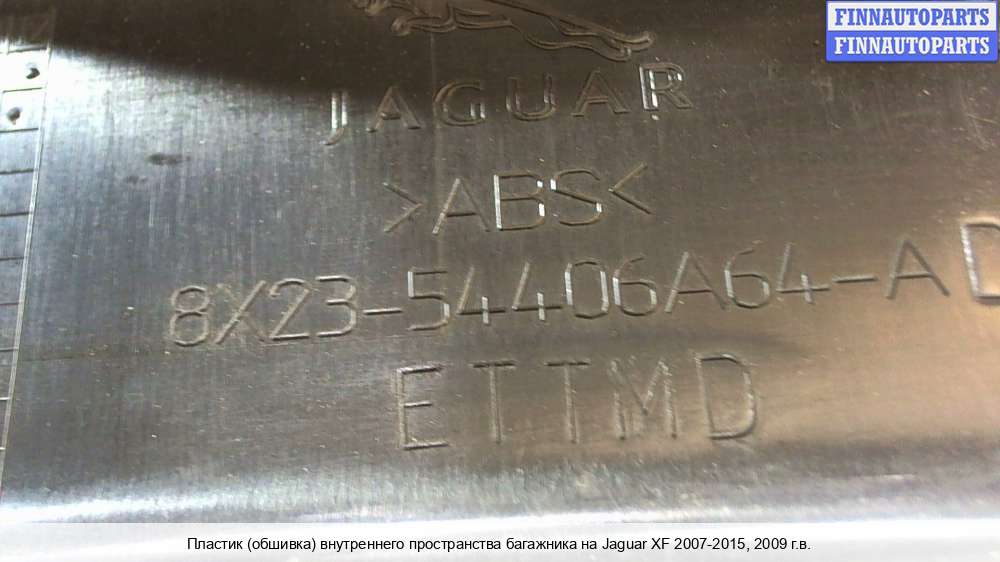 FINNAUTOPARTS
FINNAUTOPARTS
JAGUAR
>ABS<
8X23-54406A64-AD
ETTMD
Пластик (обшивка) внутреннего пространства багажника на Jaguar XF 2007-2015, 2009 г.в.